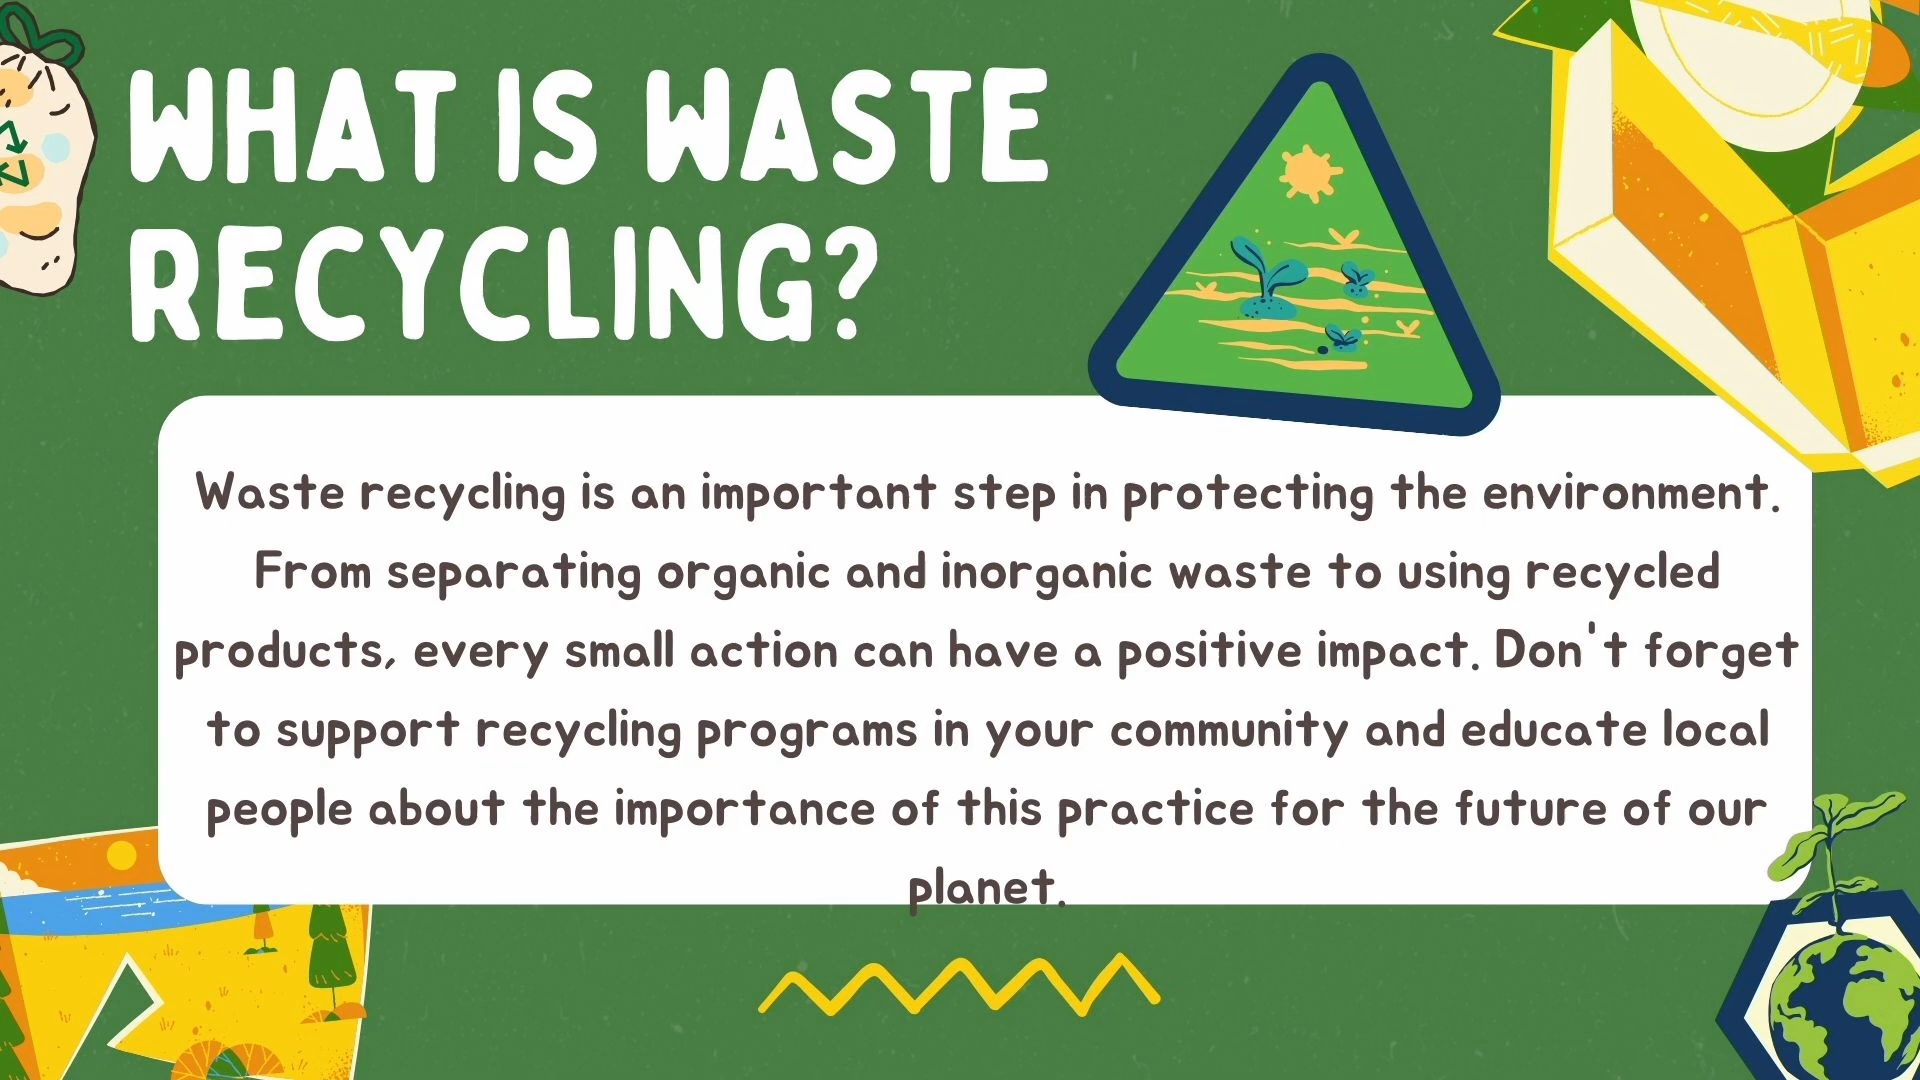 WHAT IS WASTE
RECYCLING?
Waste recycling is an important step in protecting the environment.
From separating organic and inorganic waste to using recycled
products, every small action can have a positive impact. Don't forget
to support recycling programs in your community and educate local
people about the importance of this practice for the future of our
planet.